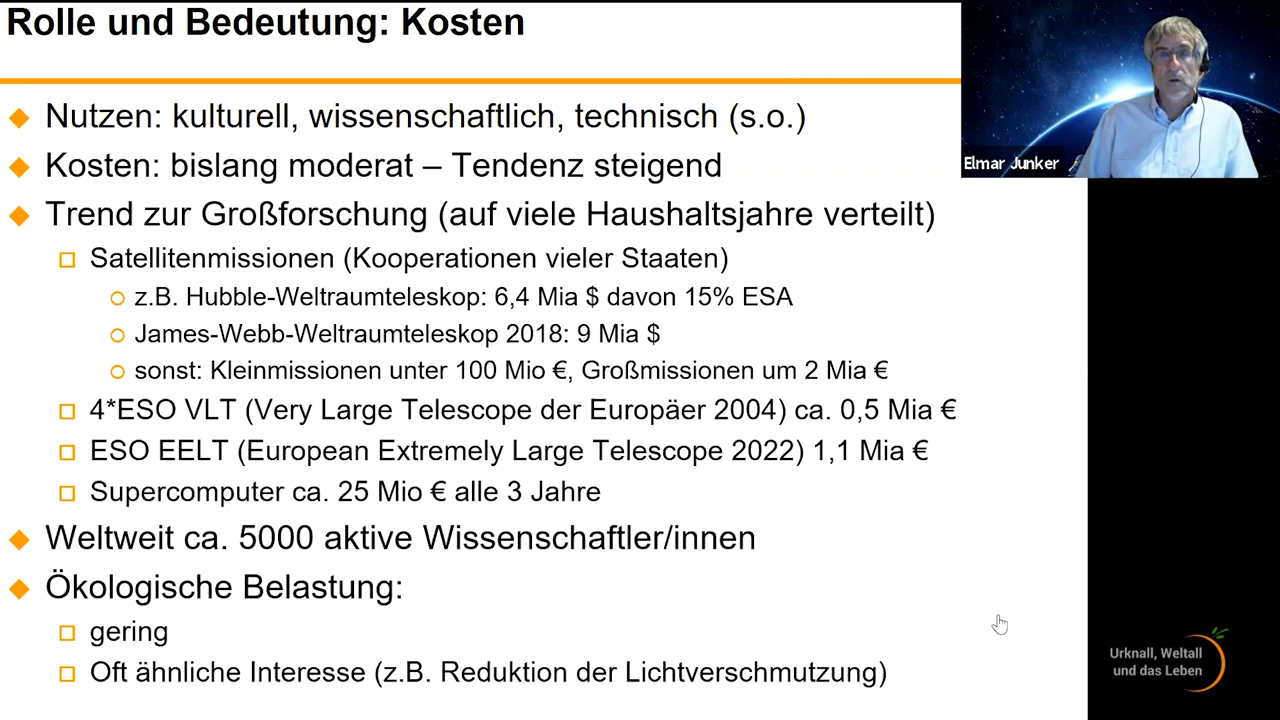 Rolle und Bedeutung: Kosten
Nutzen: kulturell, wissenschaftlich, technisch (s.o.)
Kosten: bislang moderat – Tendenz steigend
Trend zur Großforschung (auf viele Haushaltsjahre verteilt)
Satellitenmissionen (Kooperationen vieler Staaten)
z.B. Hubble-Weltraumteleskop: 6,4 Mia $ davon 15% ESA
James-Webb-Weltraumteleskop 2018: 9 Mia $
sonst: Kleinmissionen unter 100 Mio €, Großmissionen um 2 Mia €
4*ESO VLT (Very Large Telescope der Europäer 2004) ca. 0,5 Mia €
ESO EELT (European Extremely Large Telescope 2022) 1,1 Mia €
Supercomputer ca. 25 Mio € alle 3 Jahre
Weltweit ca. 5000 aktive Wissenschaftler/innen
Ökologische Belastung:
gering
Oft ähnliche Interesse (z.B. Reduktion der Lichtverschmutzung)
Elmar Junker
Urknall, Weltall
und das Leben